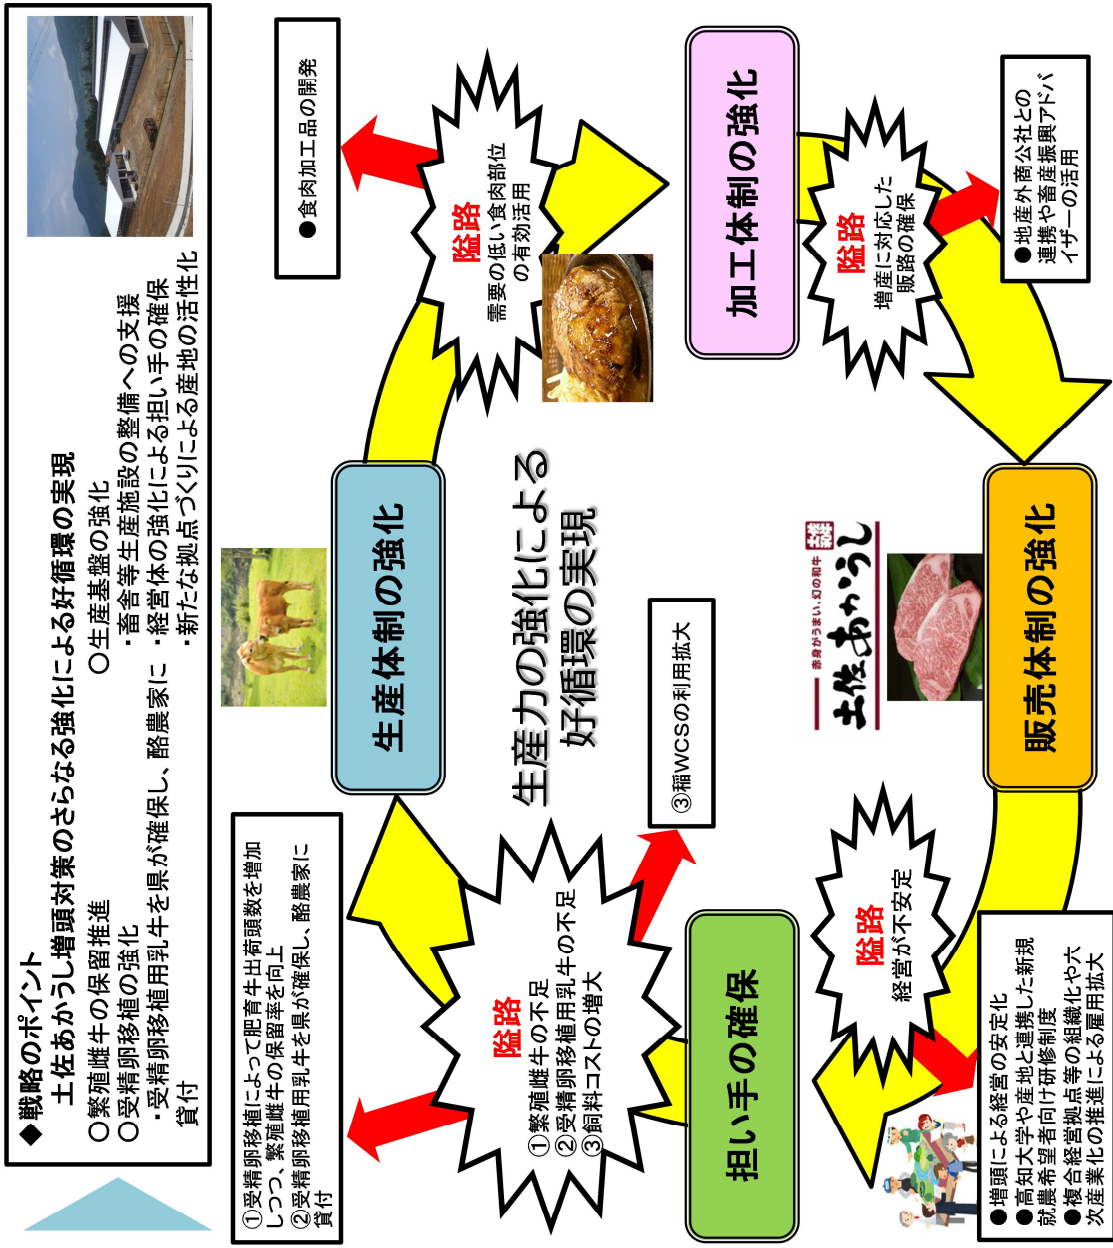 ◆戦略のポイント
土佐あかうし増頭対策のさらなる強化による好循環の実現
○繁殖雌牛の保留推進
○受精卵移植の強化
・受精卵移植用乳牛を県が確保し、酪農家に
貸付
○生産基盤の強化
・畜舎等生産施設の整備への支援
・経営体の強化による担い手の確保
・新たな拠点づくりによる産地の活性化
①受精卵移植によって肥育牛出荷頭数を増加
しつつ、繁殖雌牛の保留率を向上
②受精卵移植用乳牛を県が確保し、酪農家に
貸付
生産体制の強化
●食肉加工品の開発
隘路
需要の低い食肉部位
の有効活用
加工体制の強化
隘路
増産に対応した
販路の確保
●地産外商公社との
連携や畜産振興アドバ
イザーの活用
生産力の強化による
好循環の実現
隘路
①繁殖雌牛の不足
②受精卵移植用乳牛の不足
③飼料コストの増大
③稲WCSの利用拡大
担い手の確保
赤身がうまい、幻の和牛
土佐あかうし
土佐和牛
販売体制の強化
隘路
経営が不安定
●増頭による経営の安定化
●高知大学や産地と連携した新規
就農希望者向け研修制度
●複合経営拠点等の組織化や六
次産業化の推進による雇用拡大